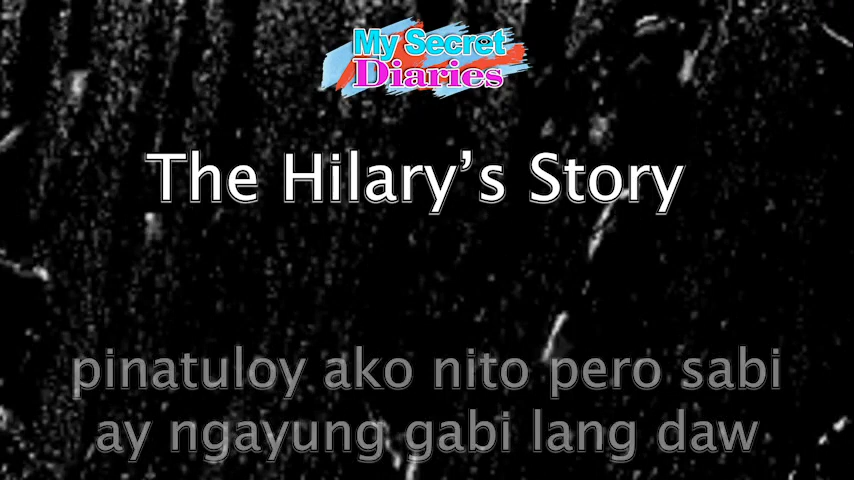 My Secret
Diaries
The Hilary's Story
pinatuloy ako nito pero sabi
ay ngayung gabi lang daw